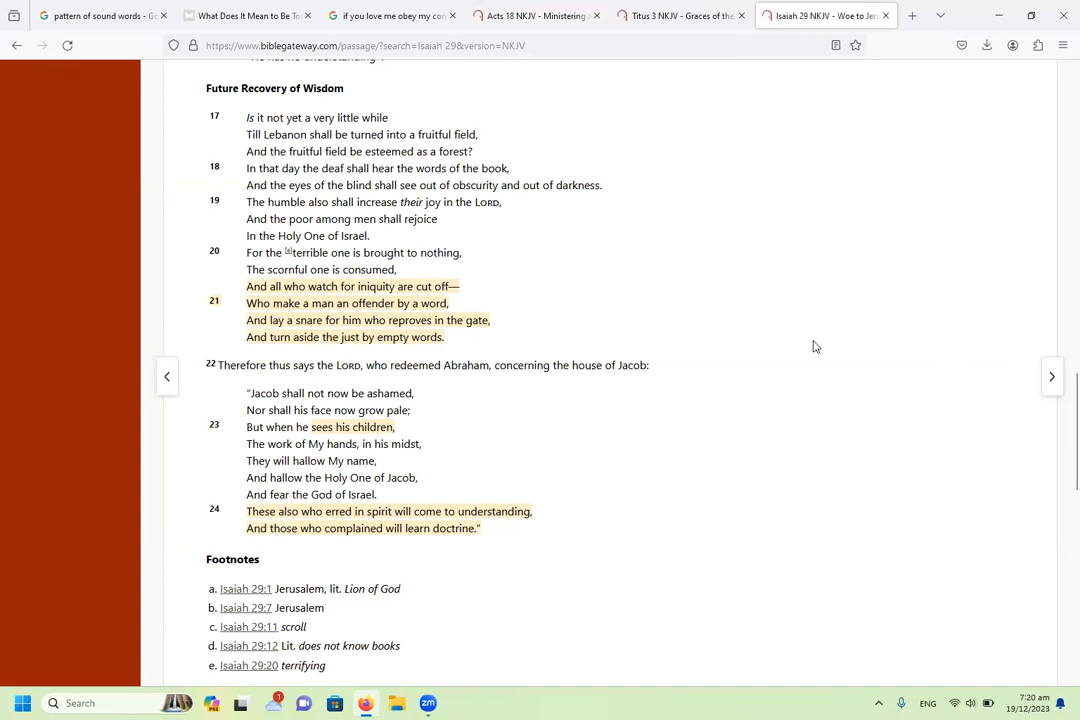 pattern of sound words - Go
What Does It Mean to Be To
if you love me obey my con
Acts 18 NKJV - Ministering
Titus 3 NKJV - Graces of the
Isaiah 29 NKJV - Woe to Jeru
https://www.biblegateway.com/passage/?search=Isaiah 29&version=NKJV
Future Recovery of Wisdom
17 Is it not yet a very little while
Till Lebanon shall be turned into a fruitful field,
And the fruitful field be esteemed as a forest?
18 In that day the deaf shall hear the words of the book,
And the eyes of the blind shall see out of obscurity and out of darkness.
19 The humble also shall increase their joy in the LORD,
And the poor among men shall rejoice
In the Holy One of Israel.
20 For the [e]terrible one is brought to nothing,
The scornful one is consumed,
And all who watch for iniquity are cut off—
21 Who make a man an offender by a word,
And lay a snare for him who reproves in the gate,
And turn aside the just by empty words.
22 Therefore thus says the LORD, who redeemed Abraham, concerning the house of Jacob:
“Jacob shall not now be ashamed,
Nor shall his face now grow pale;
23 But when he sees his children,
The work of My hands, in his midst,
They will hallow My name,
And hallow the Holy One of Jacob,
And fear the God of Israel.
24 These also who erred in spirit will come to understanding,
And those who complained will learn doctrine.”
Footnotes
a. Isaiah 29:1 Jerusalem, lit. Lion of God
b. Isaiah 29:7 Jerusalem
c. Isaiah 29:11 scroll
d. Isaiah 29:12 Lit. does not know books
e. Isaiah 29:20 terrifying
Search
1
zm
ENG
7:20 am
19/12/2023